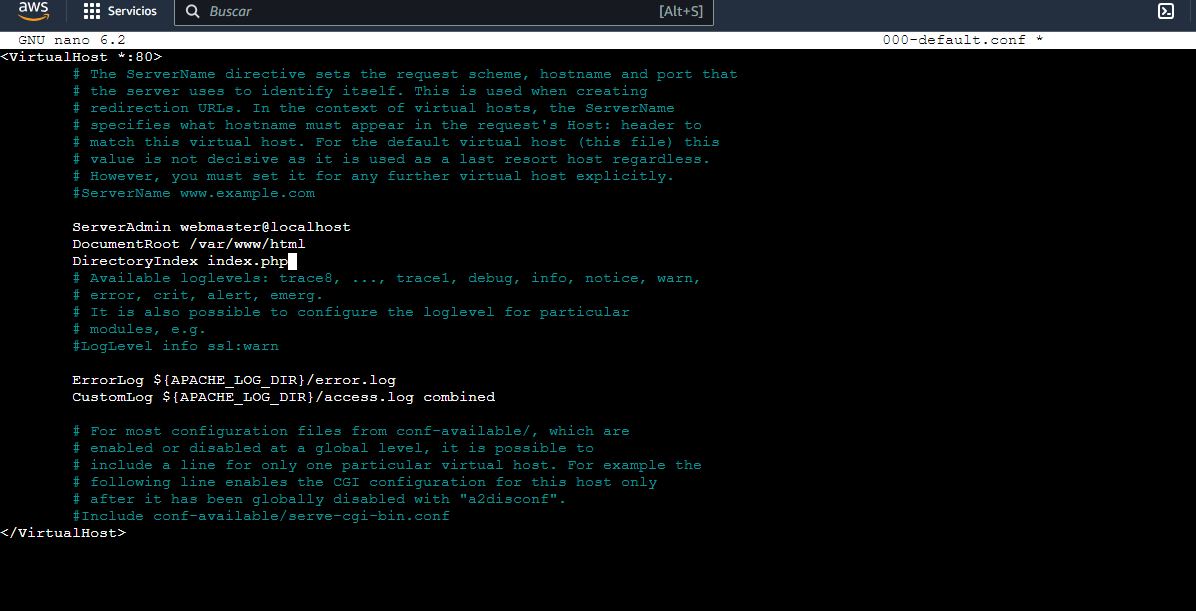 aws
Servicios
Buscar
[Alt+S]
GNU nano 6.2
000-default.conf *
<VirtualHost *:80>
# The ServerName directive sets the request scheme, hostname and port that
# the server uses to identify itself. This is used when creating
# redirection URLs. In the context of virtual hosts, the ServerName
# specifies what hostname must appear in the request's Host: header to
# match this virtual host. For the default virtual host (this file) this
# value is not decisive as it is used as a last resort host regardless.
# However, you must set it for any further virtual host explicitly.
#ServerName www.example.com
ServerAdmin webmaster@localhost
DocumentRoot /var/www/html
DirectoryIndex index.php
# Available loglevels: trace8, ..., trace1, debug, info, notice, warn,
# error, crit, alert, emerg.
# It is also possible to configure the loglevel for particular
# modules, e.g.
#LogLevel info ssl:warn
ErrorLog ${APACHE_LOG_DIR}/error.log
CustomLog ${APACHE_LOG_DIR}/access.log combined
# For most configuration files from conf-available/, which are
# enabled or disabled at a global level, it is possible to
# include a line for only one particular virtual host. For example the
# following line enables the CGI configuration for this host only
# after it has been globally disabled with "a2disconf".
#Include conf-available/serve-cgi-bin.conf
</VirtualHost>